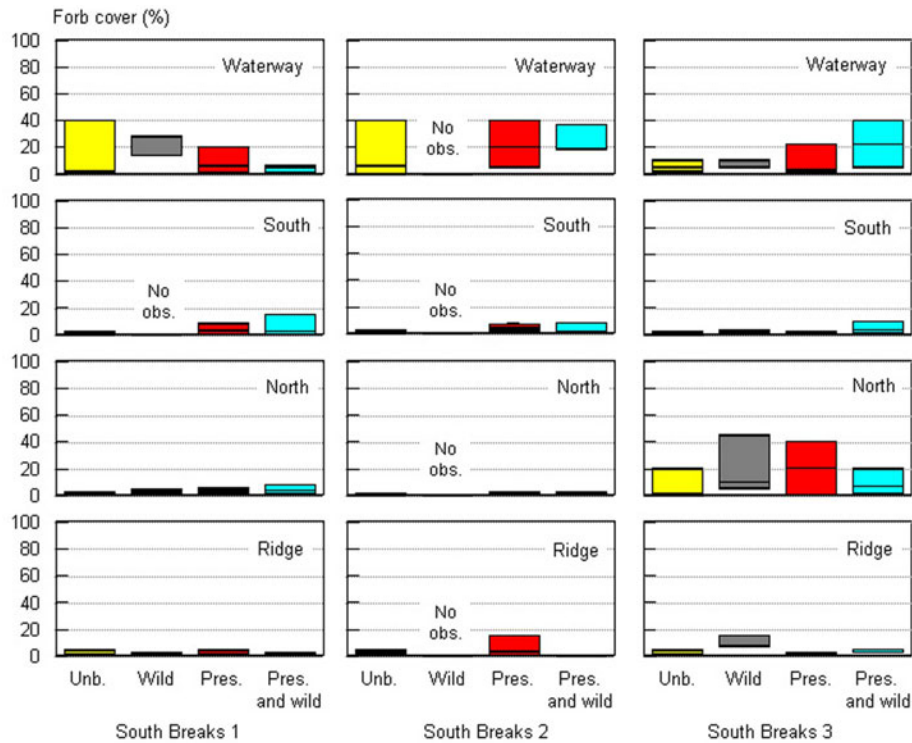 Forb cover (%)
100
80
60
40
20
0
Waterway
Waterway
No
obs.
Waterway
100
80
60
40
20
0
South
No
obs.
South
No
obs.
South
100
80
60
40
20
0
North
North
No
obs.
North
100
80
60
40
20
0
Ridge
Ridge
No
obs.
Ridge
Unb. Wild Pres. Pres. and wild
Unb. Wild Pres. Pres. and wild
Unb. Wild Pres. Pres. and wild
South Breaks 1 South Breaks 2 South Breaks 3